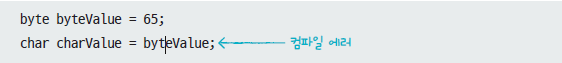 byte byteValue = 65;
char charValue = byteValue; 컴파일 에러